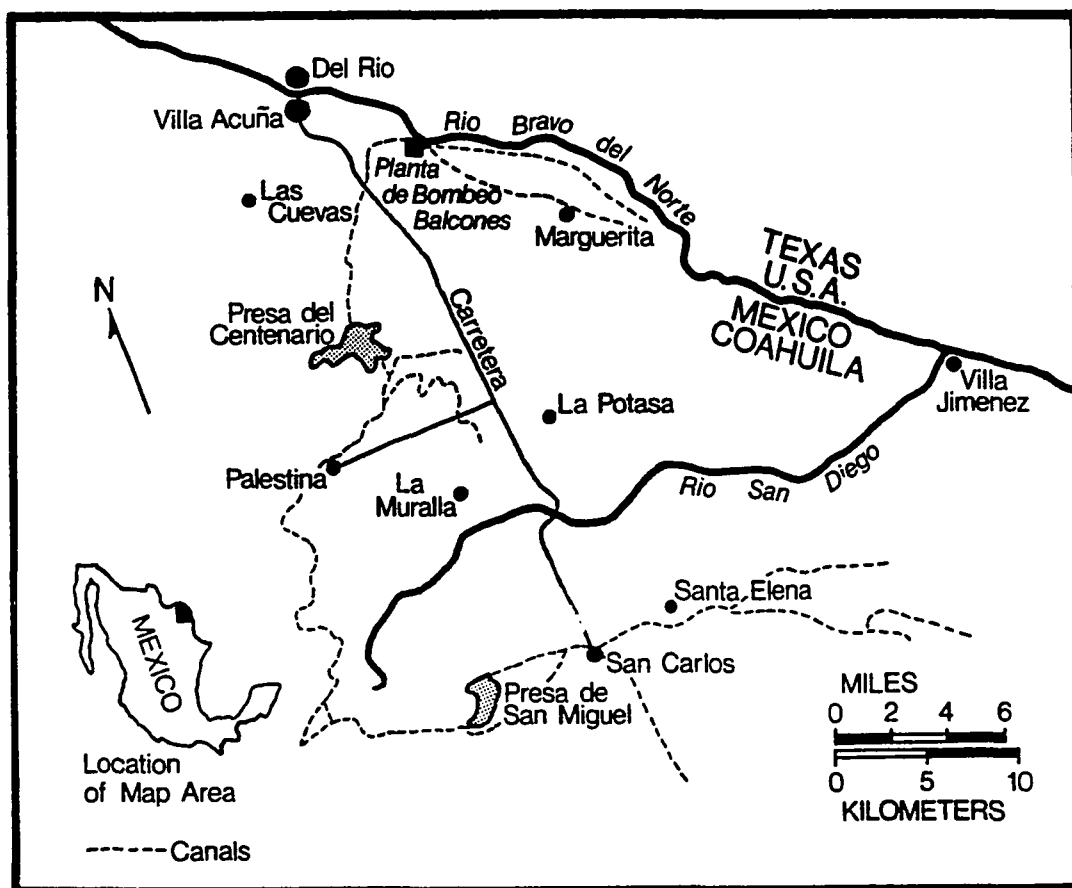 Del Rio
Villa Acuña
Rio Bravo del Norte
Planta
de Bombeo
Balcones
Las
Cuevas
Marguerita
TEXAS
U.S.A.
MEXICO
COAHUILA
N
Presa del
Centenario
Carretera
Villa
Jimenez
La Potasa
Palestina
La
Muralla
Rio San Diego
Santa Elena
MEXICO
San Carlos
Presa de
San Miguel
MILES
0 2 4 6
0 5 10
KILOMETERS
Location
of Map Area
Canals